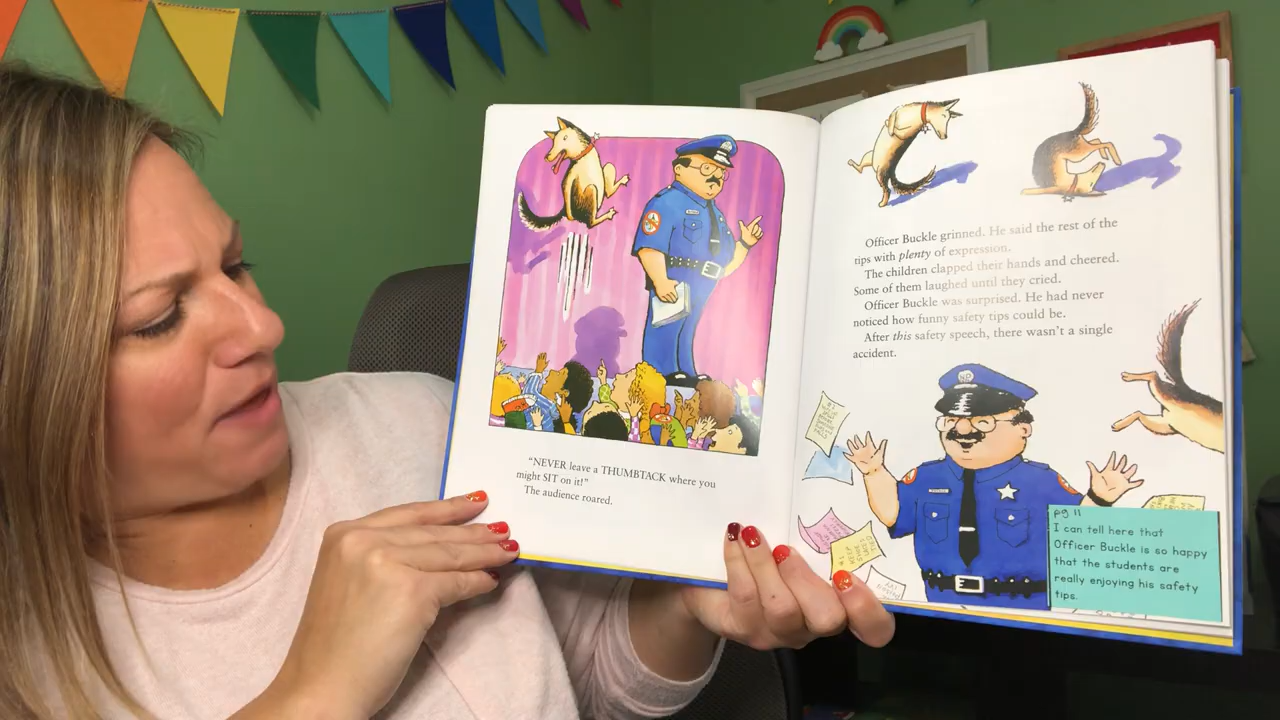 "NEVER leave a THUMBTACK where you
might SIT on it!"
The audience roared.
Officer Buckle grinned. He said the rest of the
tips with plenty of expression.
The children clapped their hands and cheered.
Some of them laughed until they cried.
Officer Buckle was surprised. He had never
noticed how funny safety tips could be.
After this safety speech, there wasn't a single
accident.
pg 11
I can tell here that
Officer Buckle is so happy
that the students are
really enjoying his safety
tips.